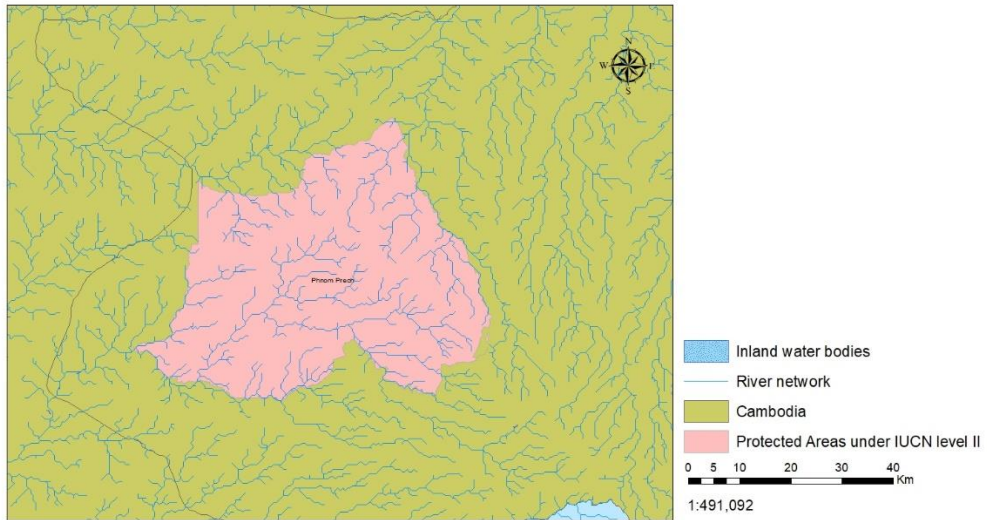 N
W E
S
Phnom Prech
Inland water bodies
River network
Cambodia
Protected Areas under IUCN level II
0 5 10 20 30 40
Km
1:491,092